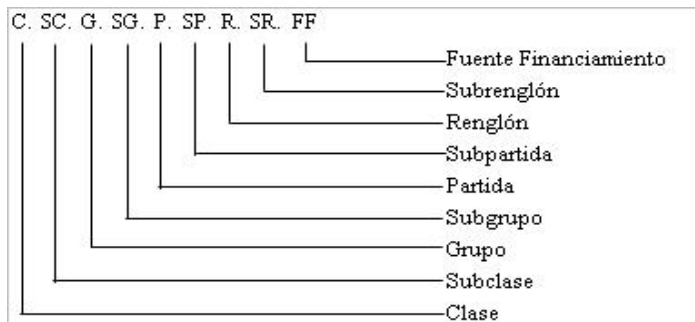 C. SC. G. SG. P. SP. R. SR. FF
Fuente Financiamiento
Subrenglón
Renglón
Subpartida
Partida
Subgrupo
Grupo
Subclase
Clase